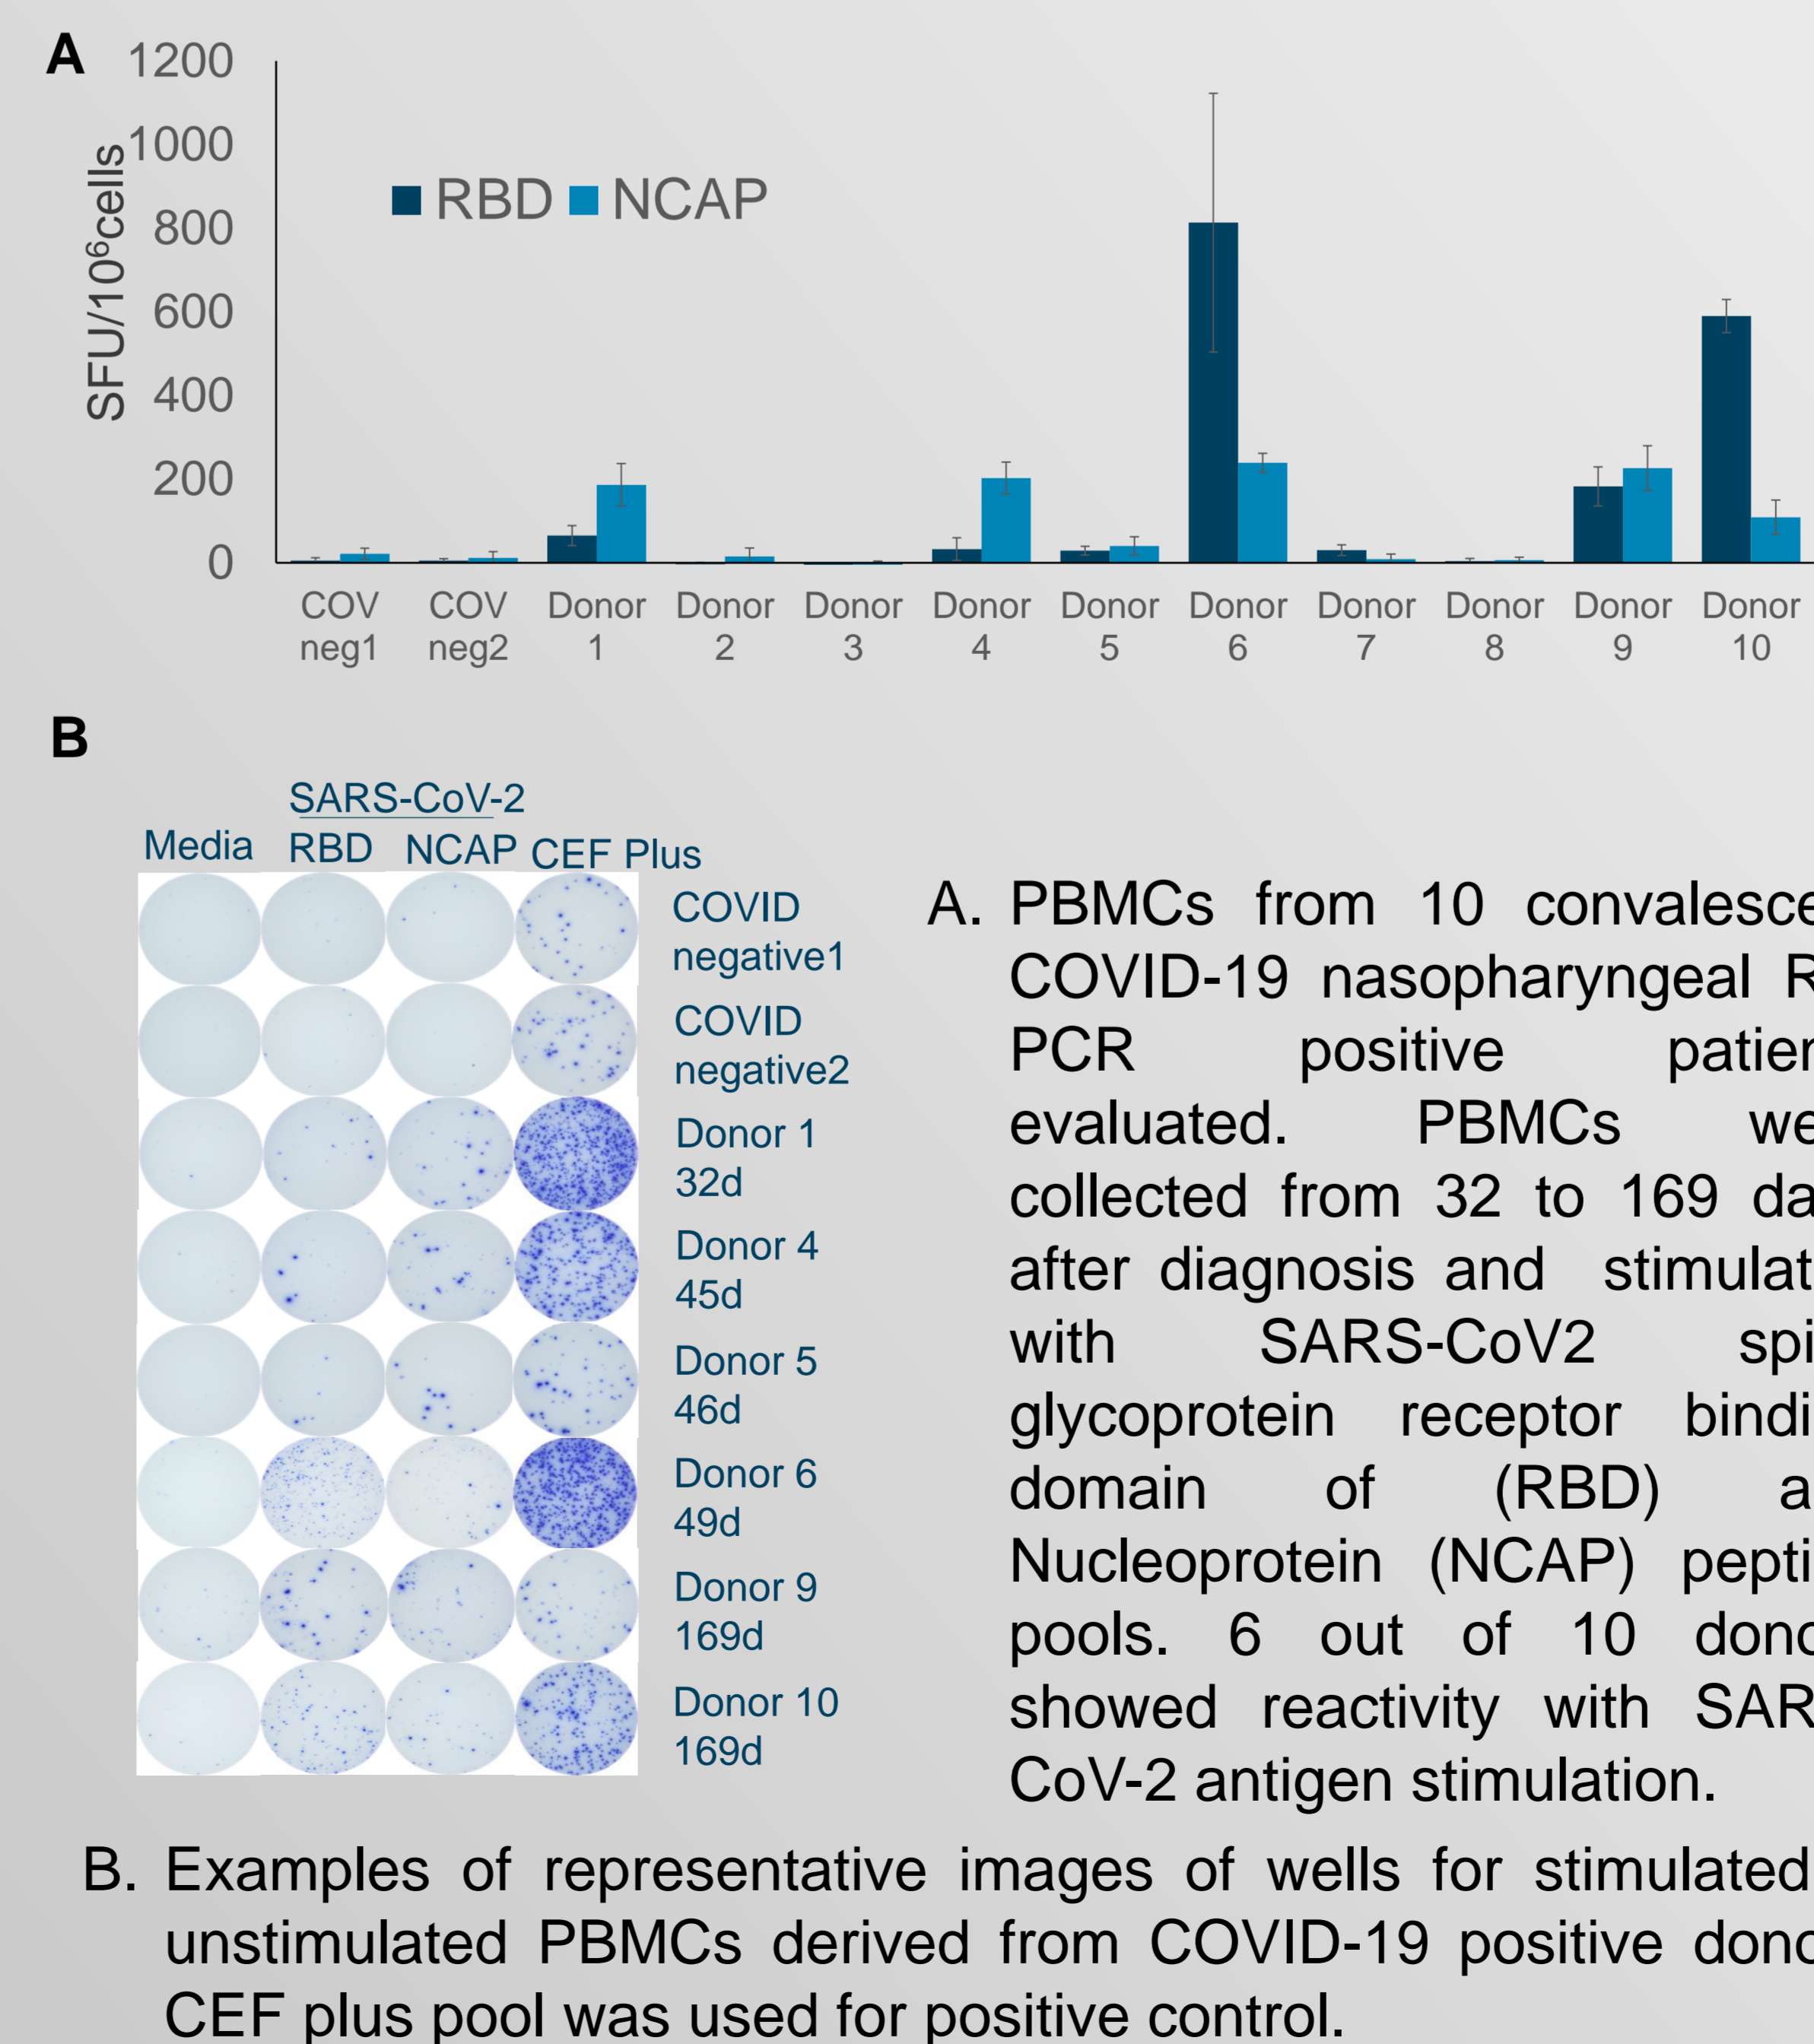 A
1200
1000
800
600
400
200
0
SFU/10⁶cells
RBD NCAP
COV neg1
COV neg2
Donor 1
Donor 2
Donor 3
Donor 4
Donor 5
Donor 6
Donor 7
Donor 8
Donor 9
Donor 10
B
SARS-CoV-2
Media RBD NCAP CEF Plus
COVID
negative1
COVID
negative2
Donor 1
32d
Donor 4
45d
Donor 5
46d
Donor 6
49d
Donor 9
169d
Donor 10
169d
A. PBMCs from 10 convalesce
COVID-19 nasopharyngeal R
PCR positive patien
evaluated. PBMCs we
collected from 32 to 169 da
after diagnosis and stimulat
with SARS-CoV2 spi
glycoprotein receptor bindi
domain of (RBD) a
Nucleoprotein (NCAP) pepti
pools. 6 out of 10 dono
showed reactivity with SAR
CoV-2 antigen stimulation.
B. Examples of representative images of wells for stimulated
unstimulated PBMCs derived from COVID-19 positive dono
CEF plus pool was used for positive control.